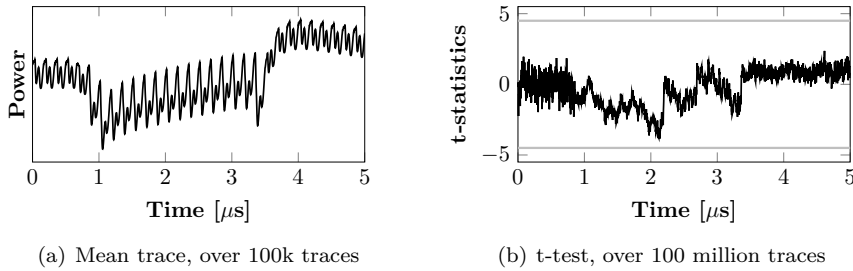 Power
0 1 2 3 4 5
Time [μs]
(a) Mean trace, over 100k traces
t-statistics
5
0
−5
0 1 2 3 4 5
Time [μs]
(b) t-test, over 100 million traces